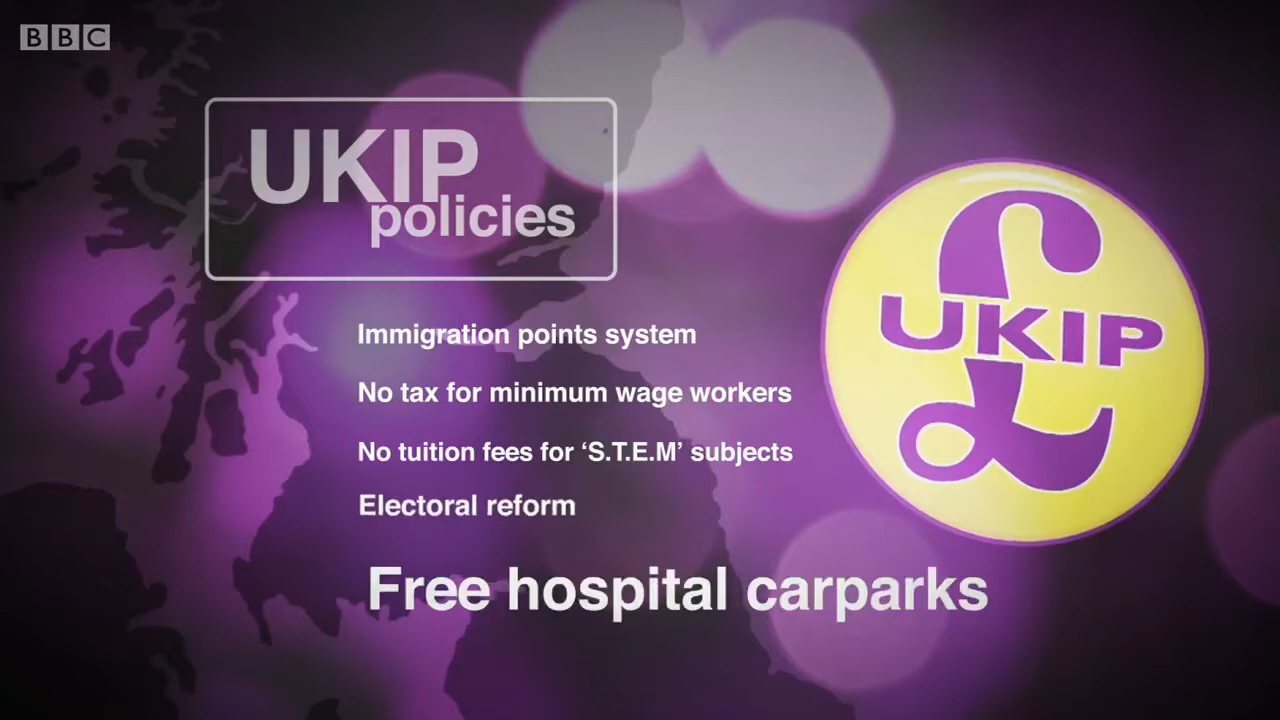 BBC
UKIP
policies
Immigration points system
No tax for minimum wage workers
No tuition fees for ‘S.T.E.M’ subjects
Electoral reform
Free hospital carparks
UKIP